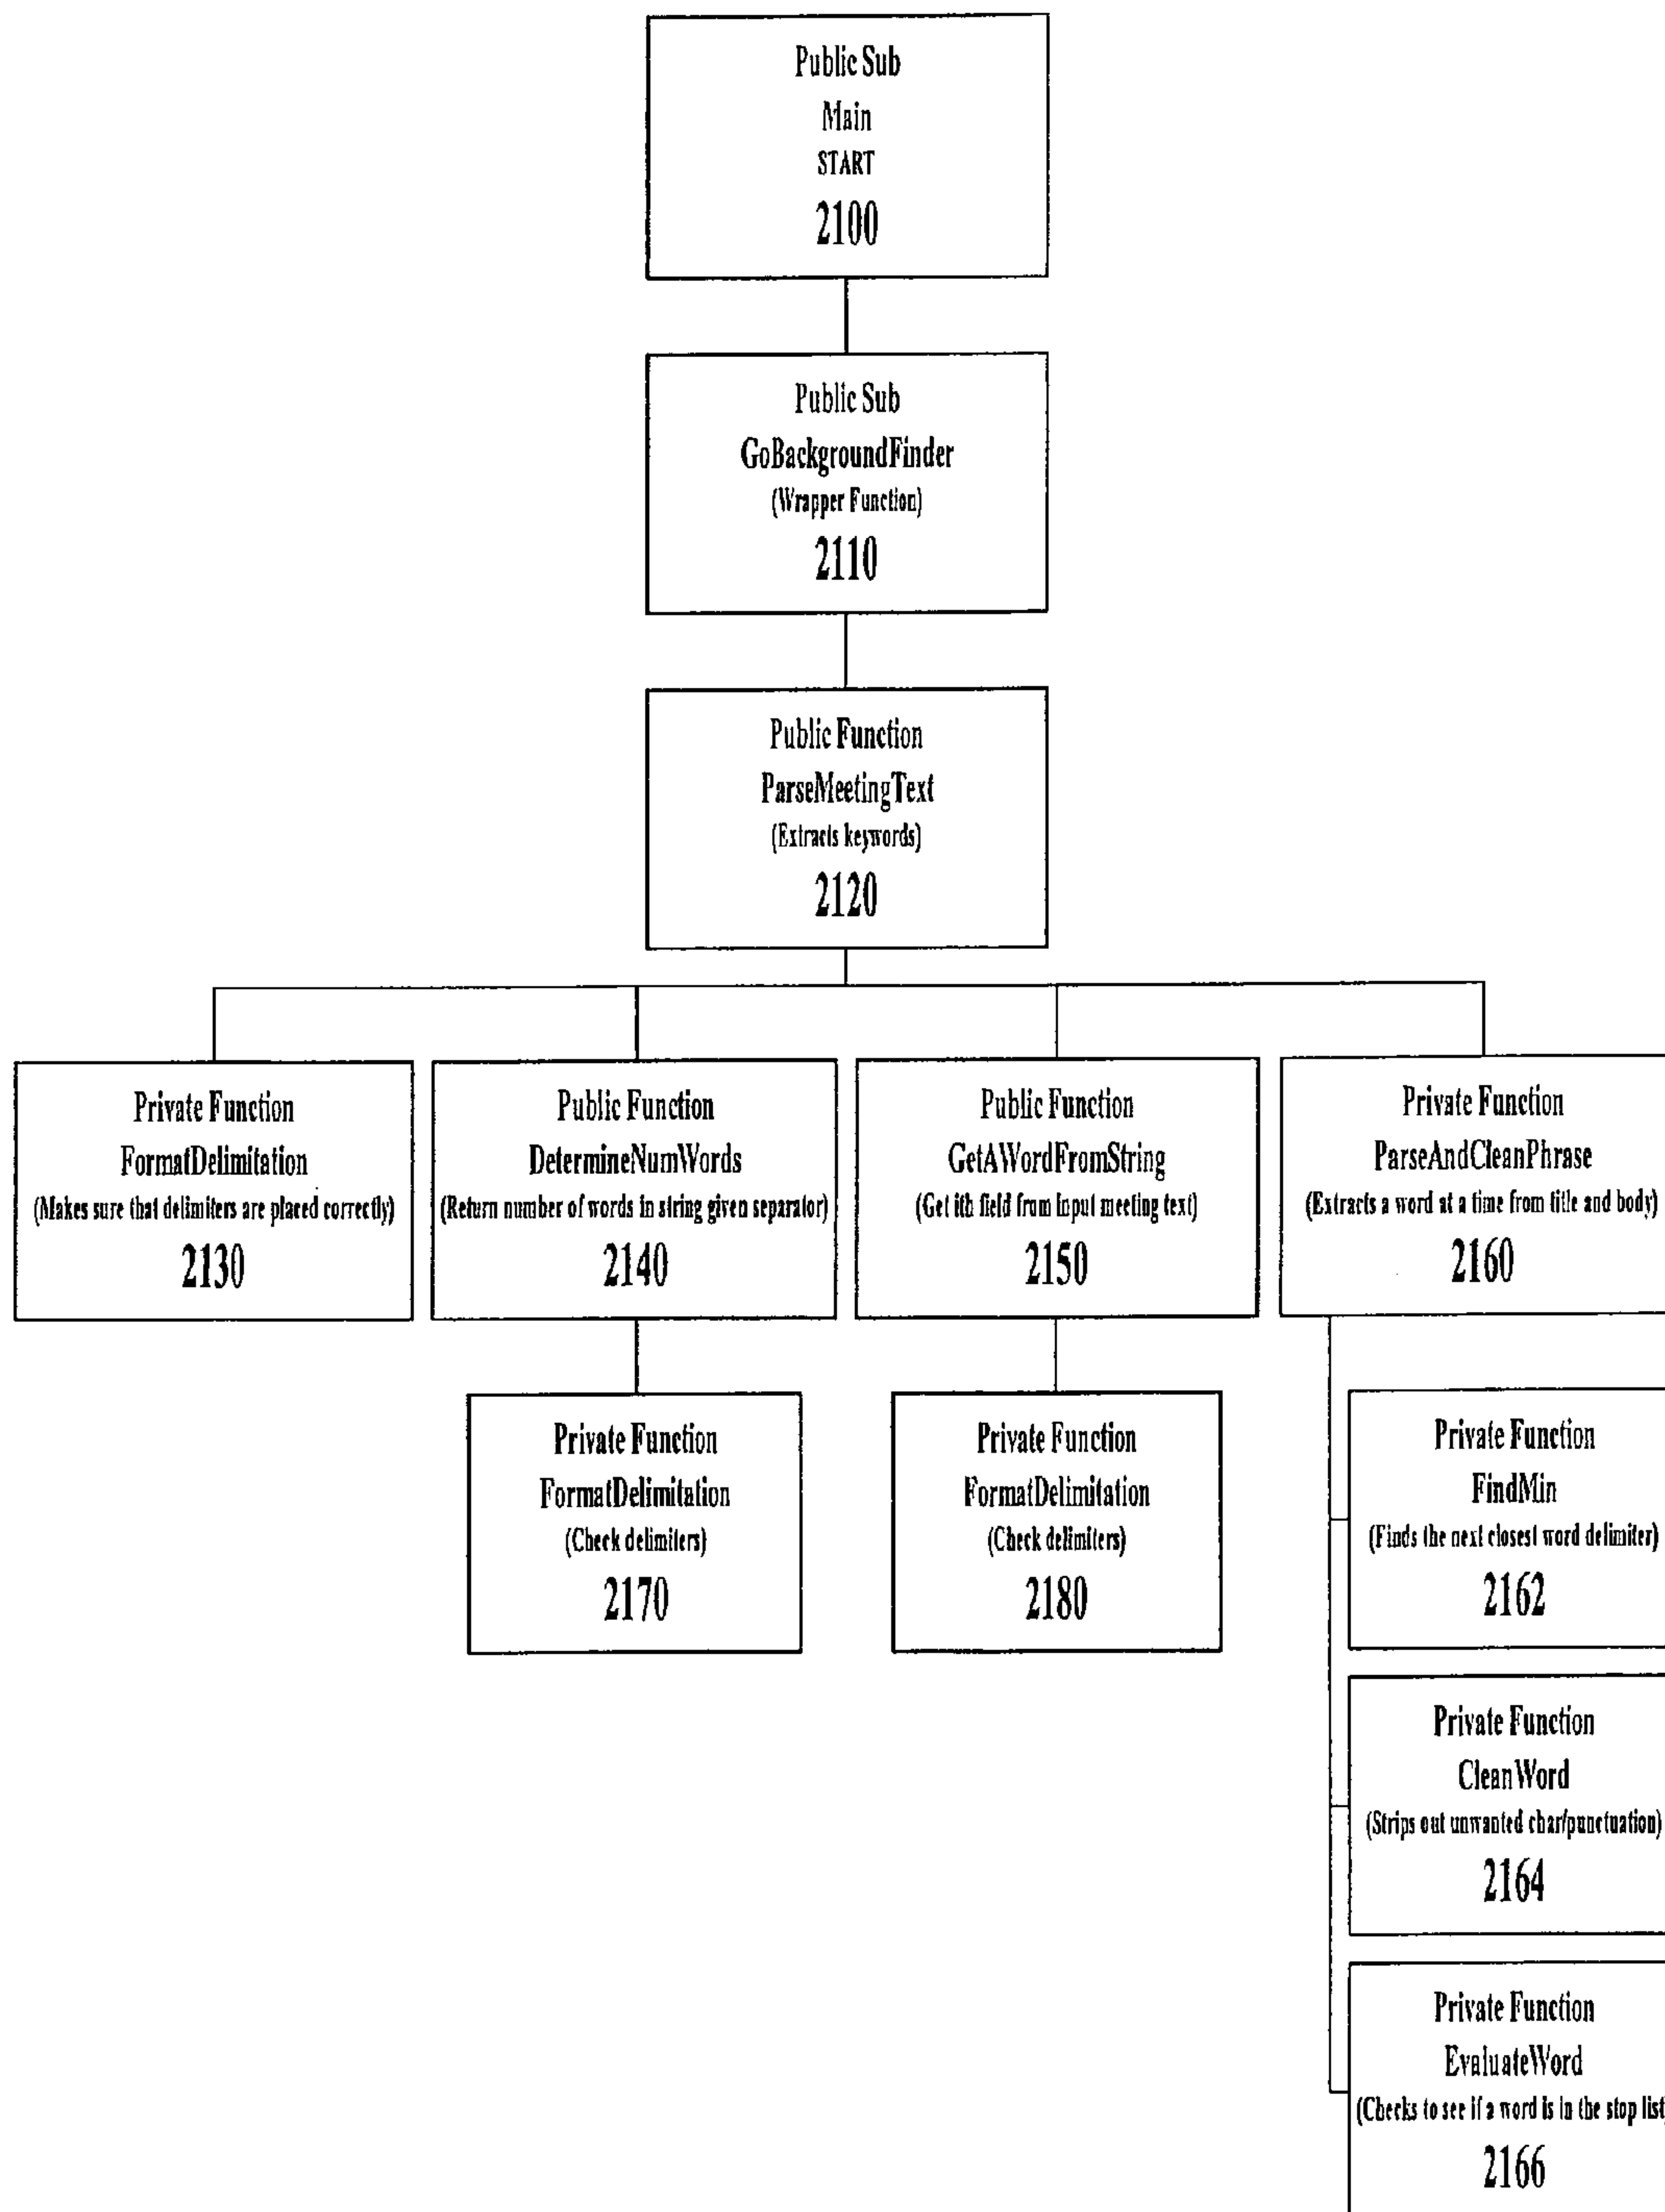 Public Sub
Main
START
2100
Public Sub
GoBackgroundFinder
(Wrapper Function)
2110
Public Function
ParseMeetingText
(Extracts keywords)
2120
Private Function
FormatDelimitation
(Makes sure that delimiters are placed correctly)
2130
Public Function
DetermineNumWords
(Return number of words in string given separator)
2140
Public Function
GetAWordFromString
(Get ith field from input meeting text)
2150
Private Function
ParseAndCleanPhrase
(Extracts a word at a time from title and body)
2160
Private Function
FormatDelimitation
(Check delimiters)
2170
Private Function
FormatDelimitation
(Check delimiters)
2180
Private Function
FindMin
(Finds the next closest word delimiter)
2162
Private Function
CleanWord
(Strips out unwanted char/punctuation)
2164
Private Function
EvaluateWord
(Checks to see if a word is in the stop list)
2166